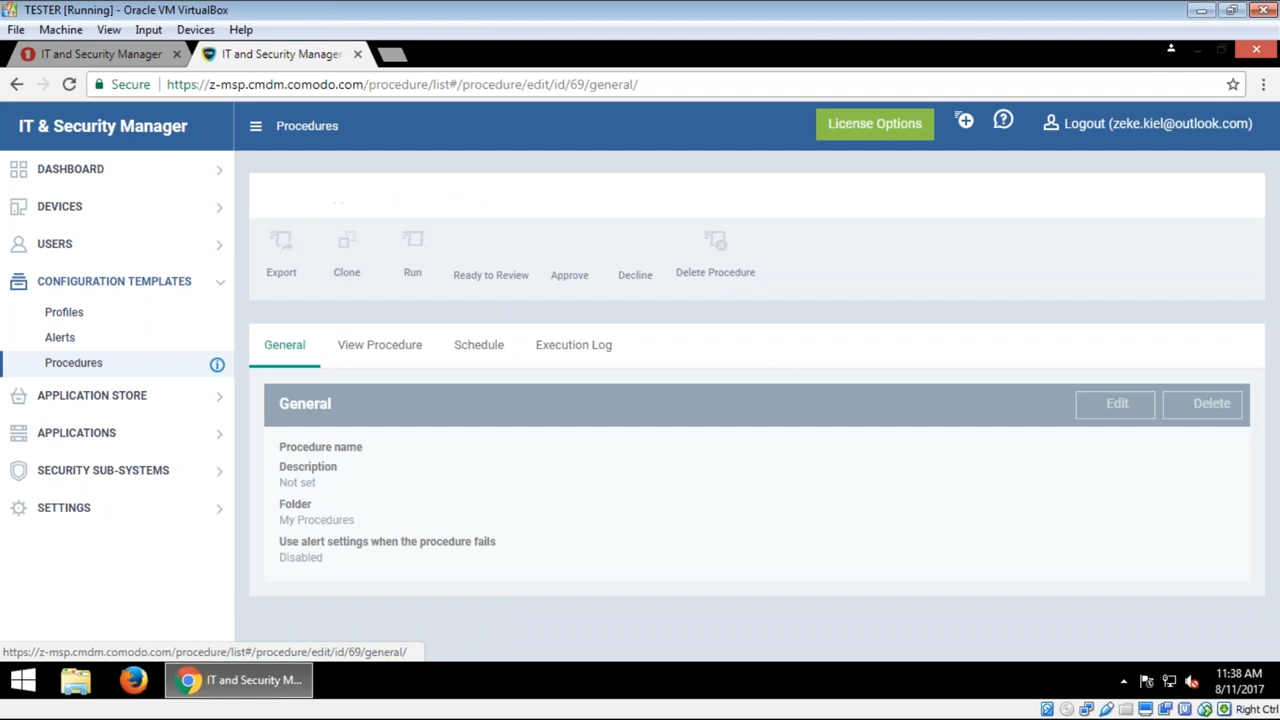 TESTER [Running] - Oracle VM VirtualBox
File Machine View Input Devices Help
IT and Security Manager
IT and Security Manager
Secure https://z-msp.cmdm.comodo.com/procedure/list#/procedure/edit/id/69/general/
IT & Security Manager
Procedures
License Options
Logout (zeke.kiel@outlook.com)
DASHBOARD
DEVICES
USERS
CONFIGURATION TEMPLATES
Profiles
Alerts
Procedures
APPLICATION STORE
APPLICATIONS
SECURITY SUB-SYSTEMS
SETTINGS
Export Clone Run Ready to Review Approve Decline Delete Procedure
General View Procedure Schedule Execution Log
General
Edit Delete
Procedure name
Description
Not set
Folder
My Procedures
Use alert settings when the procedure fails
Disabled
https://z-msp.cmdm.comodo.com/procedure/list#/procedure/edit/id/69/general/
IT and Security M...
11:38 AM
8/11/2017
Right Ctrl